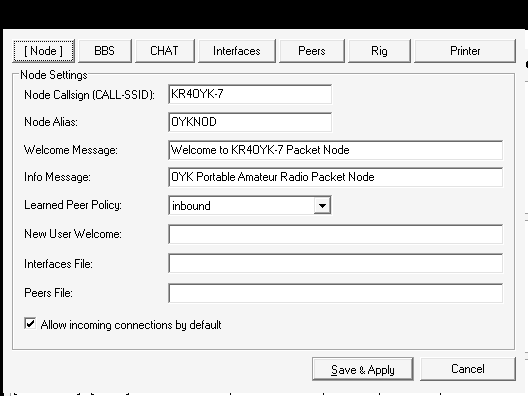 [ Node ] BBS CHAT Interfaces Peers Rig Printer
Node Settings
Node Callsign (CALL-SSID): KR4OYK-7
Node Alias: OYKNOD
Welcome Message: Welcome to KR4OYK-7 Packet Node
Info Message: OYK Portable Amateur Radio Packet Node
Learned Peer Policy: inbound
New User Welcome:
Interfaces File:
Peers File:
Allow incoming connections by default
Save & Apply Cancel